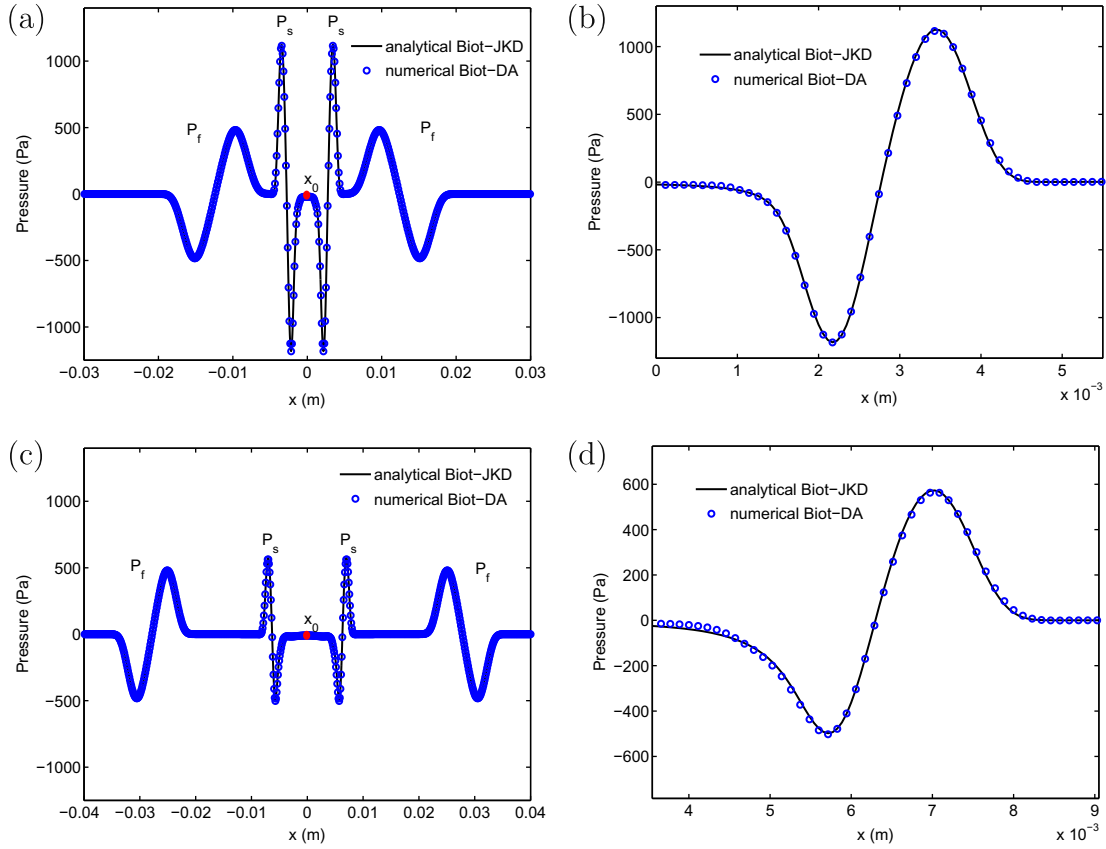 (a)
P_s
P_s
analytical Biot−JKD
numerical Biot−DA
P_f
P_f
x_0
Pressure (Pa)
1000
500
0
−500
−1000
−0.03
−0.02
−0.01
0
0.01
0.02
0.03
x (m)
(b)
analytical Biot−JKD
numerical Biot−DA
Pressure (Pa)
1000
500
0
−500
−1000
0
1
2
3
4
5
x 10^−3
x (m)
(c)
analytical Biot−JKD
numerical Biot−DA
P_s
P_s
P_f
P_f
x_0
Pressure (Pa)
1000
500
0
−500
−1000
−0.04
−0.03
−0.02
−0.01
0
0.01
0.02
0.03
0.04
x (m)
(d)
analytical Biot−JKD
numerical Biot−DA
Pressure (Pa)
600
400
200
0
−200
−400
−600
4
5
6
7
8
9
x 10^−3
x (m)